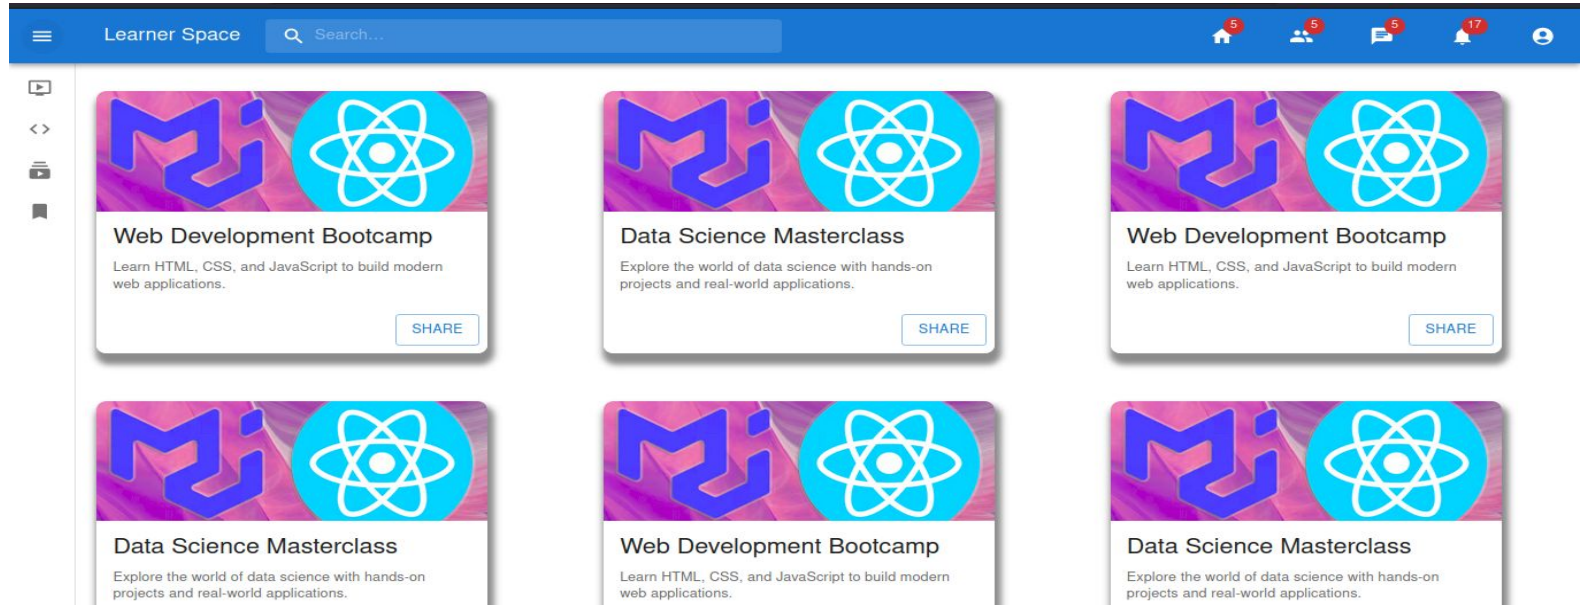 Learner Space
Search...
5
5
5
17
Web Development Bootcamp
Learn HTML, CSS, and JavaScript to build modern
web applications.
SHARE
Data Science Masterclass
Explore the world of data science with hands-on
projects and real-world applications.
SHARE
Web Development Bootcamp
Learn HTML, CSS, and JavaScript to build modern
web applications.
SHARE
Data Science Masterclass
Explore the world of data science with hands-on
projects and real-world applications.
Web Development Bootcamp
Learn HTML, CSS, and JavaScript to build modern
web applications.
Data Science Masterclass
Explore the world of data science with hands-on
projects and real-world applications.